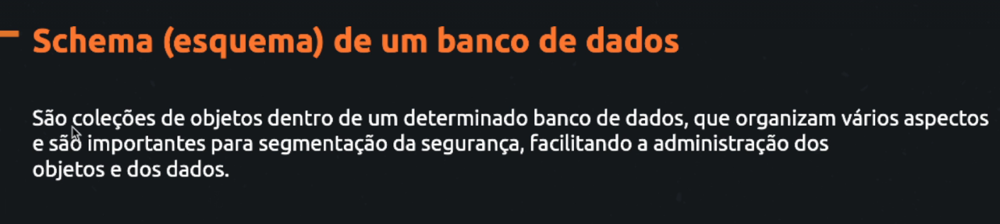 Schema (esquema) de um banco de dados
São coleções de objetos dentro de um determinado banco de dados, que organizam vários aspectos
e são importantes para segmentação da segurança, facilitando a administração dos
objetos e dos dados.